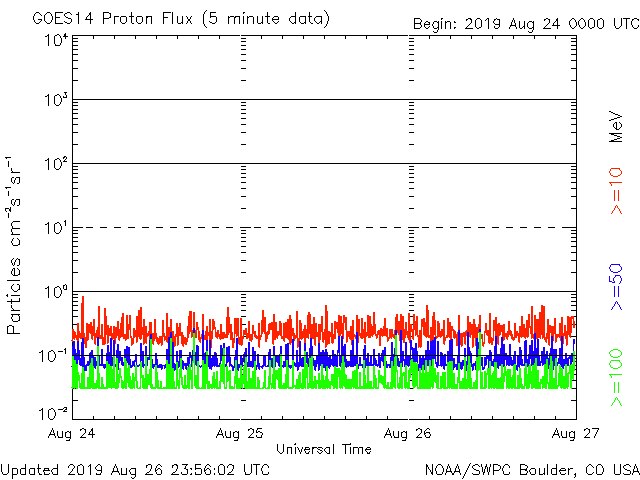 GOES14 Proton Flux (5 minute data)
Begin: 2019 Aug 24 0000 UTC
10⁴
10³
10²
10¹
10⁰
10⁻¹
10⁻²
Particles cm⁻²s⁻¹sr⁻¹
MeV
>=10
>=50
>=100
Aug 24
Aug 25
Aug 26
Aug 27
Universal Time
Updated 2019 Aug 26 23:56:02 UTC
NOAA/SWPC Boulder, CO USA